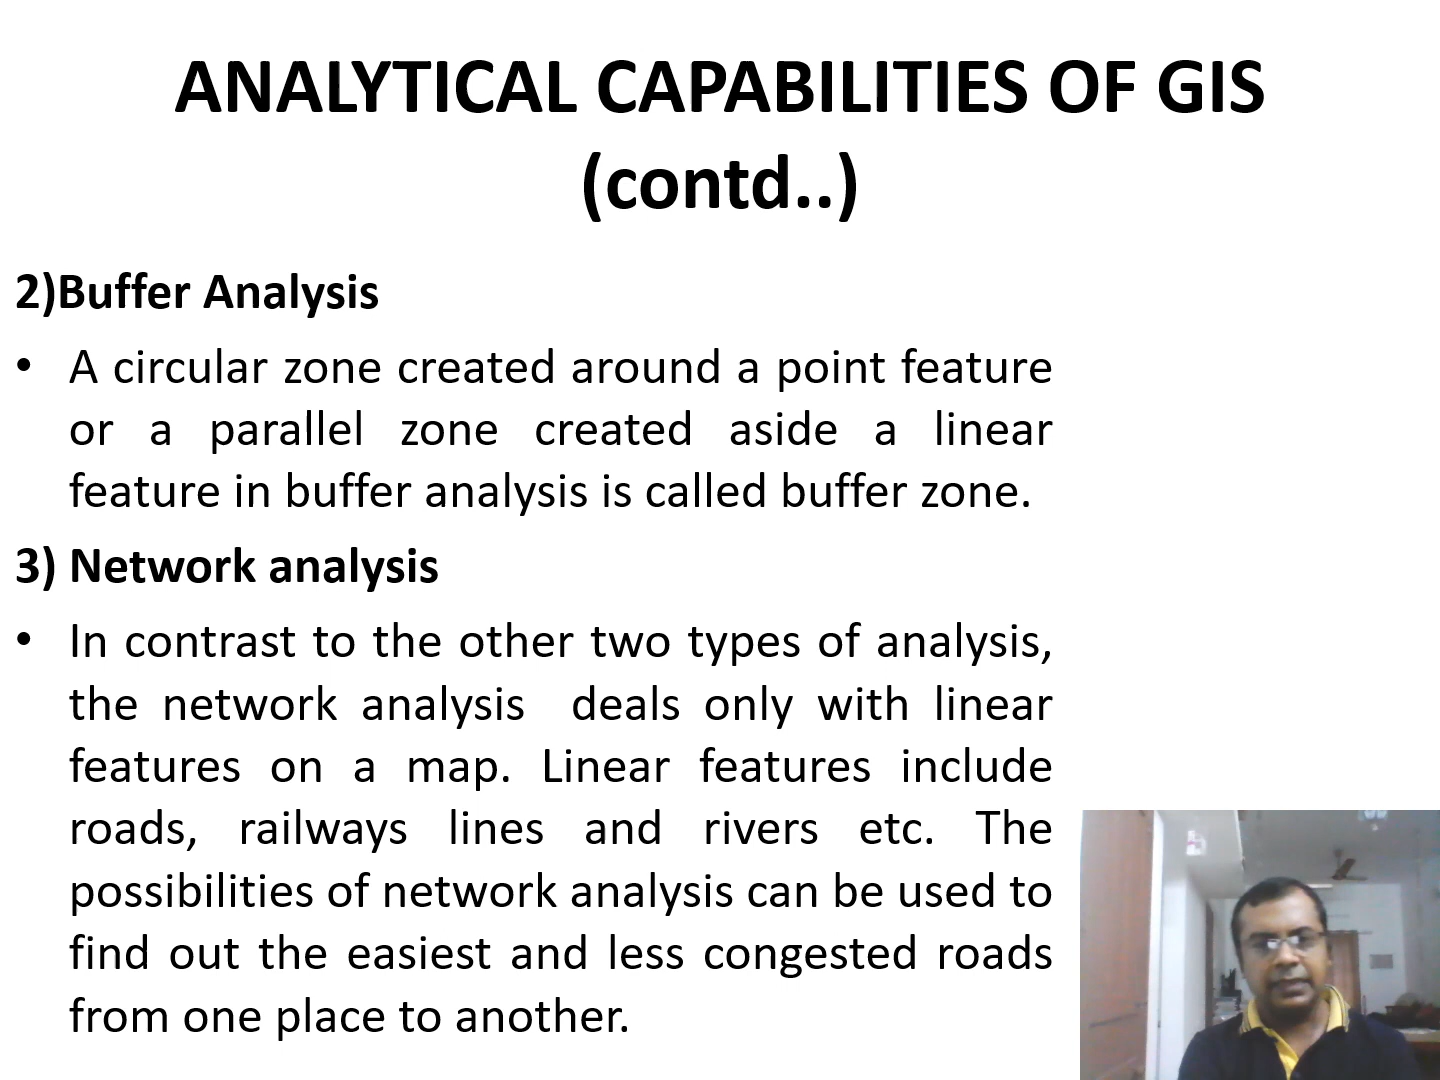 ANALYTICAL CAPABILITIES OF GIS
(contd..)
2)Buffer Analysis
• A circular zone created around a point feature
or a parallel zone created aside a linear
feature in buffer analysis is called buffer zone.
3) Network analysis
• In contrast to the other two types of analysis,
the network analysis  deals only with linear
features on a map. Linear features include
roads, railways lines and rivers etc. The
possibilities of network analysis can be used to
find out the easiest and less congested roads
from one place to another.